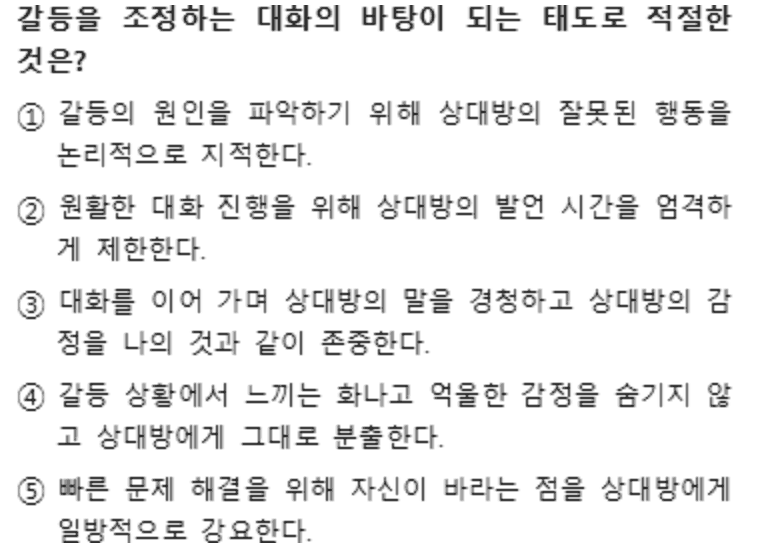 갈등을 조정하는 대화의 바탕이 되는 태도로 적절한
것은?
① 갈등의 원인을 파악하기 위해 상대방의 잘못된 행동을
논리적으로 지적한다.
② 원활한 대화 진행을 위해 상대방의 발언 시간을 엄격하
게 제한한다.
③ 대화를 이어 가며 상대방의 말을 경청하고 상대방의 감
정을 나의 것과 같이 존중한다.
④ 갈등 상황에서 느끼는 화나고 억울한 감정을 숨기지 않
고 상대방에게 그대로 분출한다.
⑤ 빠른 문제 해결을 위해 자신이 바라는 점을 상대방에게
일방적으로 강요한다.